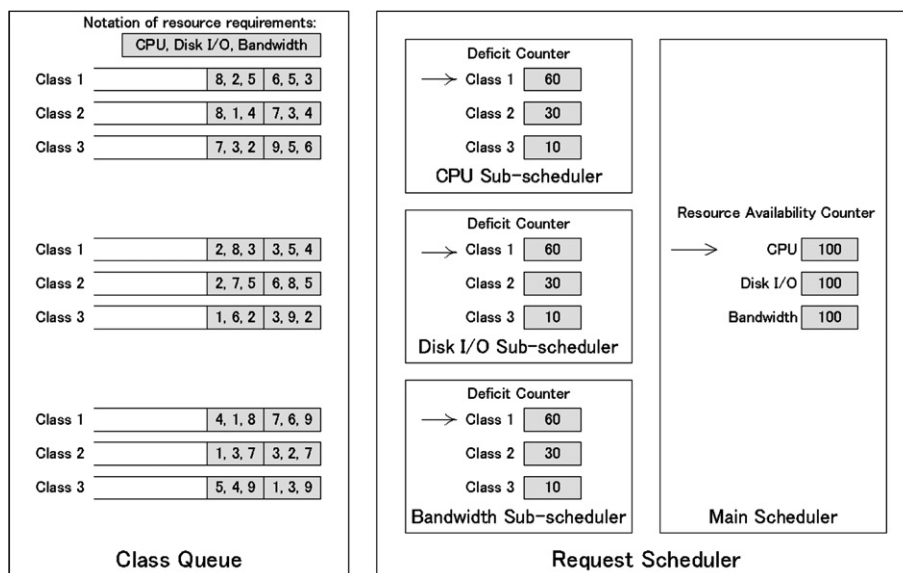 Notation of resource requirements:
CPU, Disk I/O, Bandwidth
Class 1 8, 2, 5 6, 5, 3
Class 2 8, 1, 4 7, 3, 4
Class 3 7, 3, 2 9, 5, 6
Class 1 2, 8, 3 3, 5, 4
Class 2 2, 7, 5 6, 8, 5
Class 3 1, 6, 2 3, 9, 2
Class 1 4, 1, 8 7, 6, 9
Class 2 1, 3, 7 3, 2, 7
Class 3 5, 4, 9 1, 3, 9
Class Queue
Deficit Counter
Class 1 60
Class 2 30
Class 3 10
CPU Sub-scheduler
Deficit Counter
Class 1 60
Class 2 30
Class 3 10
Disk I/O Sub-scheduler
Deficit Counter
Class 1 60
Class 2 30
Class 3 10
Bandwidth Sub-scheduler
Resource Availability Counter
CPU 100
Disk I/O 100
Bandwidth 100
Main Scheduler
Request Scheduler